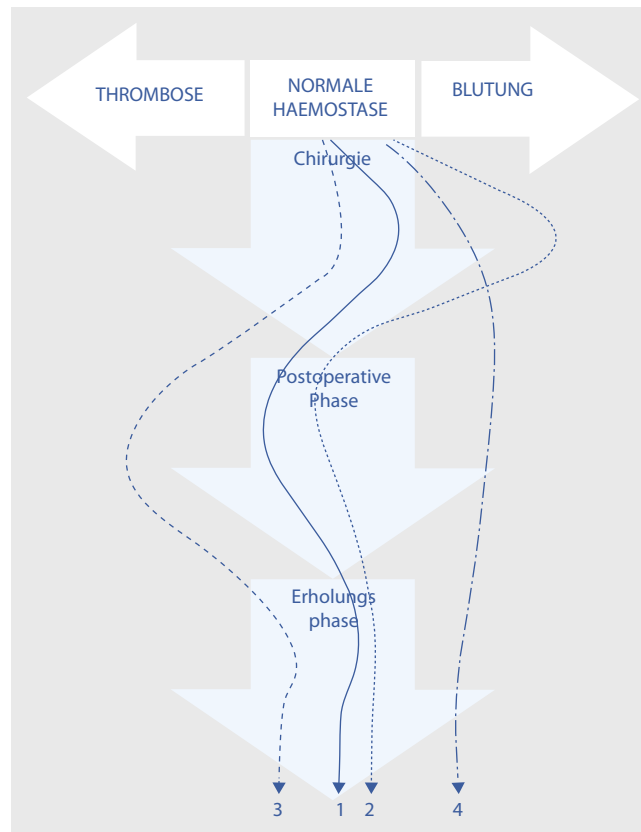 THROMBOSE
NORMALE
HAEMOSTASE
BLUTUNG
Chirurgie
Postoperative
Phase
Erholungs
phase
3 1 2 4